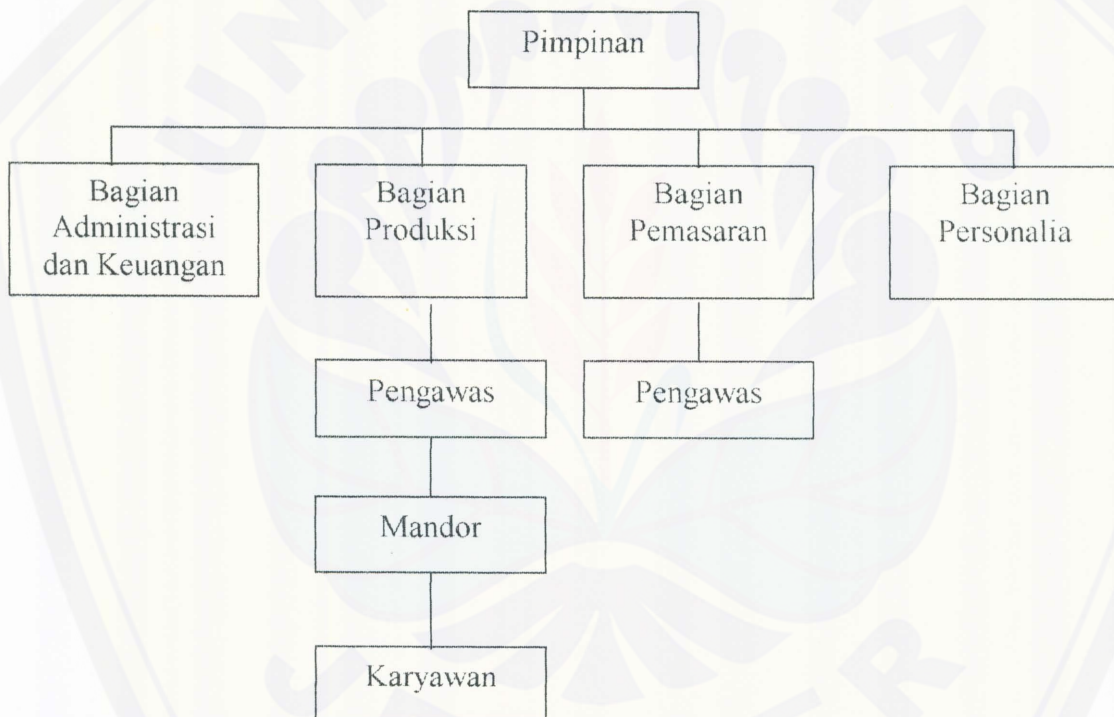 Pimpinan
Bagian
Administrasi
dan Keuangan
Bagian
Produksi
Bagian
Pemasaran
Bagian
Personalia
Pengawas
Pengawas
Mandor
Karyawan